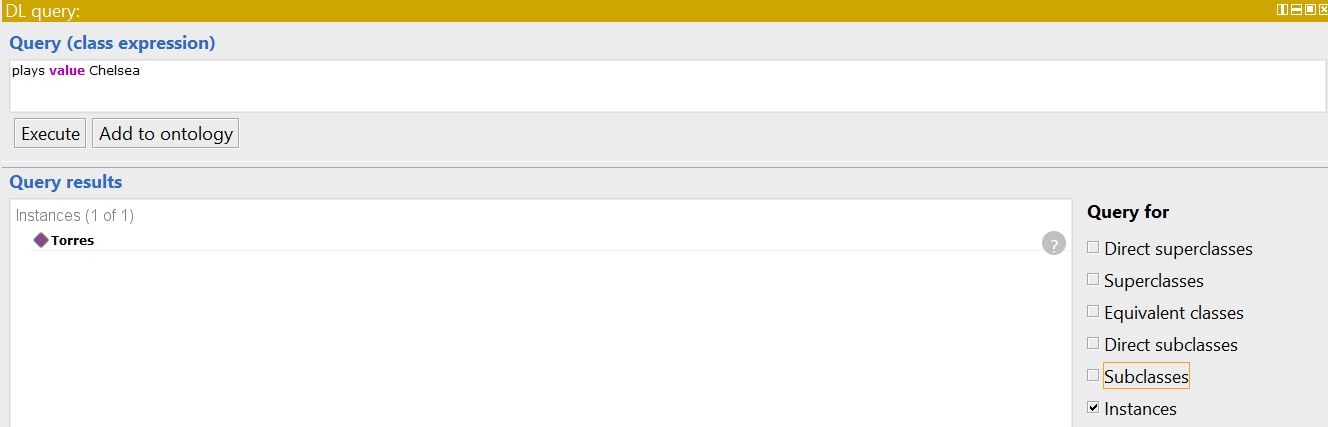 DL query:
Query (class expression)
plays value Chelsea
Execute Add to ontology
Query results
Instances (1 of 1)
Torres
?
Query for
Direct superclasses
Superclasses
Equivalent classes
Direct subclasses
Subclasses
Instances